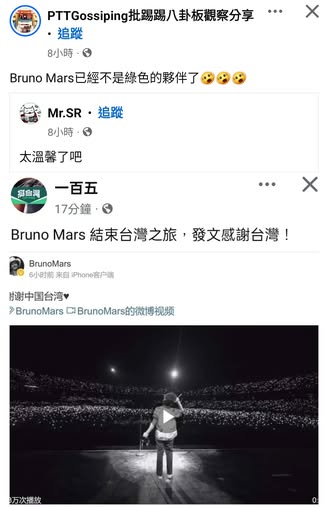 PTTGossiping批踢踢八卦板觀察分享
· 追蹤
8小時 ·
Bruno Mars已經不是綠色的夥伴了🤣🤣🤣
Mr.SR · 追蹤
8小時 ·
太溫馨了吧
一百五
17分鐘 ·
Bruno Mars 結束台灣之旅，發文感謝台灣！
BrunoMars
6小时前 来自 iPhone客户端
谢中国台湾♥
BrunoMars BrunoMars的微博视频
万次播放